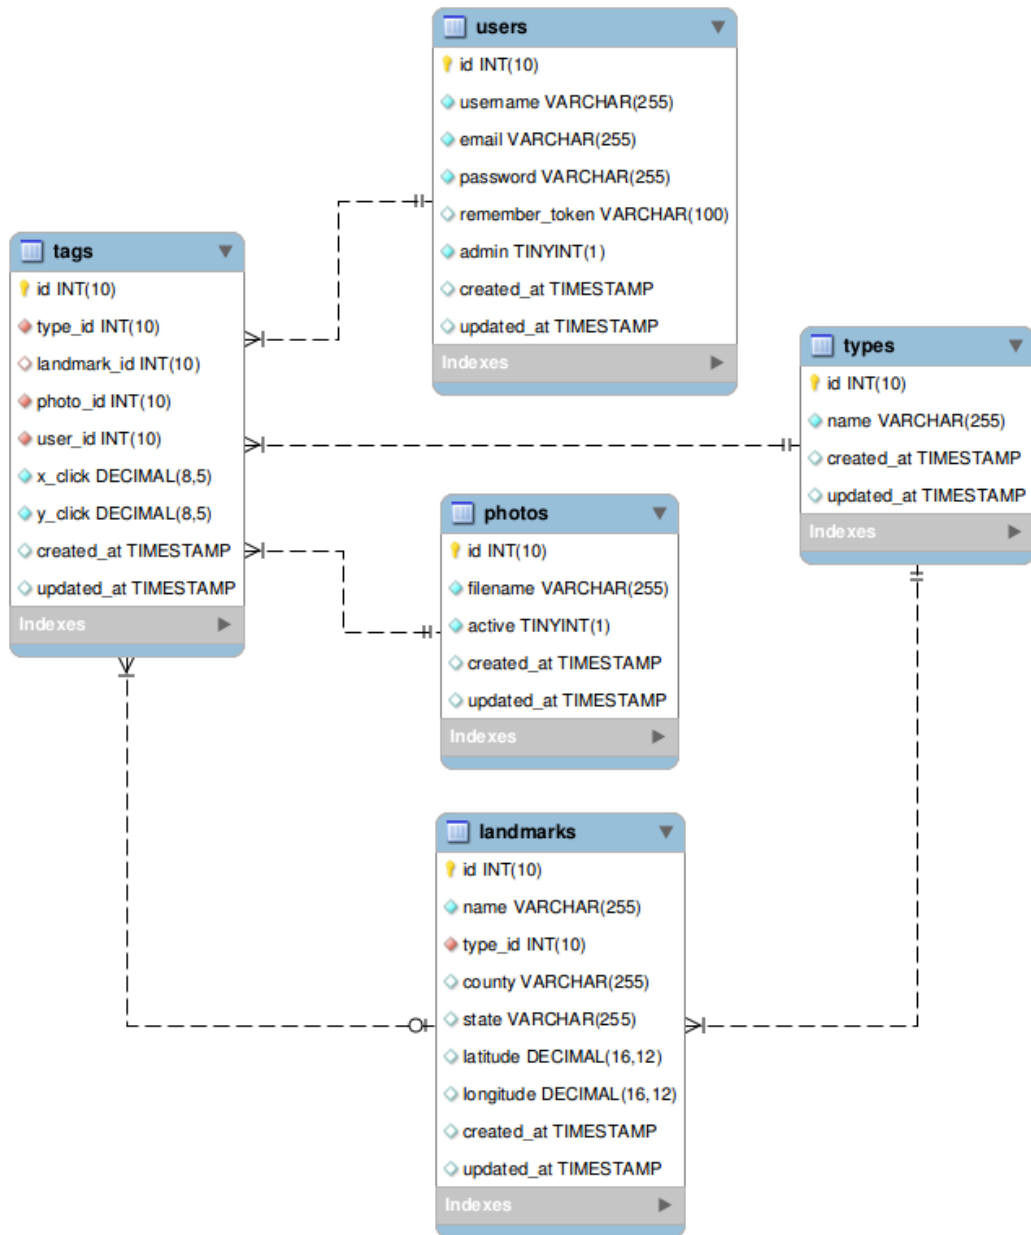 users
id INT(10)
username VARCHAR(255)
email VARCHAR(255)
password VARCHAR(255)
remember_token VARCHAR(100)
admin TINYINT(1)
created_at TIMESTAMP
updated_at TIMESTAMP
Indexes
tags
id INT(10)
type_id INT(10)
landmark_id INT(10)
photo_id INT(10)
user_id INT(10)
x_click DECIMAL(8,5)
y_click DECIMAL(8,5)
created_at TIMESTAMP
updated_at TIMESTAMP
Indexes
types
id INT(10)
name VARCHAR(255)
created_at TIMESTAMP
updated_at TIMESTAMP
Indexes
photos
id INT(10)
filename VARCHAR(255)
active TINYINT(1)
created_at TIMESTAMP
updated_at TIMESTAMP
Indexes
landmarks
id INT(10)
name VARCHAR(255)
type_id INT(10)
county VARCHAR(255)
state VARCHAR(255)
latitude DECIMAL(16,12)
longitude DECIMAL(16,12)
created_at TIMESTAMP
updated_at TIMESTAMP
Indexes